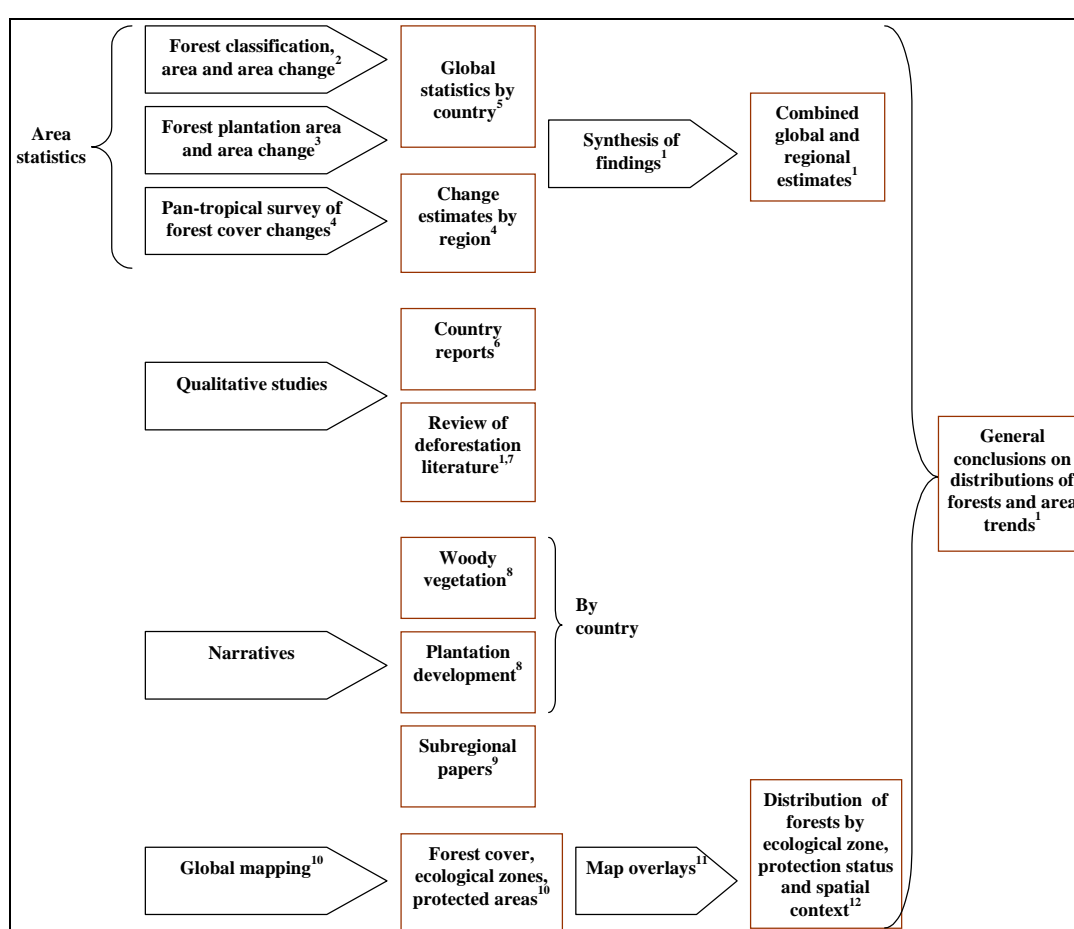 Area
statistics
Forest classification,
area and area change2
Forest plantation area
and area change3
Pan-tropical survey of
forest cover changes4
Global
statistics by
country5
Change
estimates by
region4
Synthesis of
findings1
Combined
global and
regional
estimates1
Qualitative studies
Country
reports6
Review of
deforestation
literature1,7
Narratives
Woody
vegetation8
Plantation
development8
By
country
Subregional
papers9
Global mapping10
Forest cover,
ecological zones,
protected areas10
Map overlays11
Distribution of
forests by
ecological zone,
protection status
and spatial
context12
General
conclusions on
distributions of
forests and area
trends1